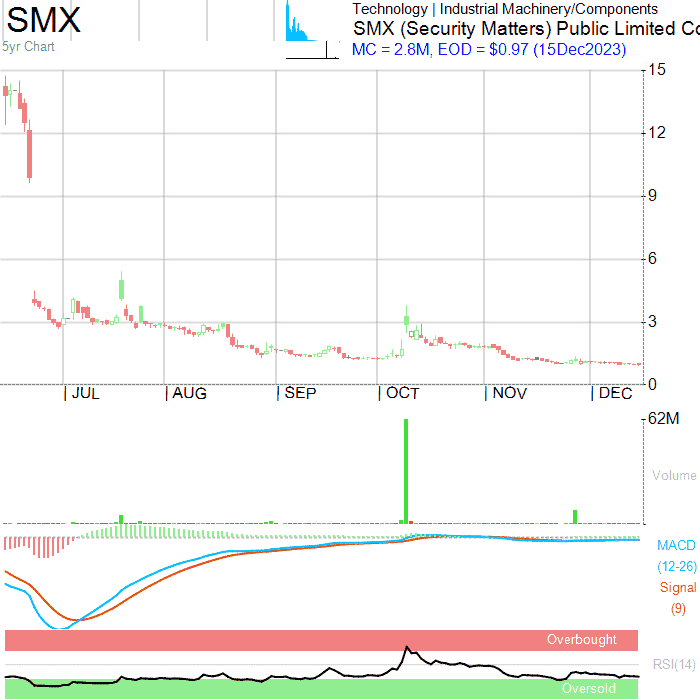 SMX
5yr Chart
Technology | Industrial Machinery/Components
SMX (Security Matters) Public Limited Co
MC = 2.8M, EOD = $0.97 (15Dec2023)
15
12
9
6
3
0
| JUL | AUG | SEP | OCT | NOV | DEC
62M
Volume
MACD
(12-26)
Signal
(9)
Overbought
RSI(14)
Oversold